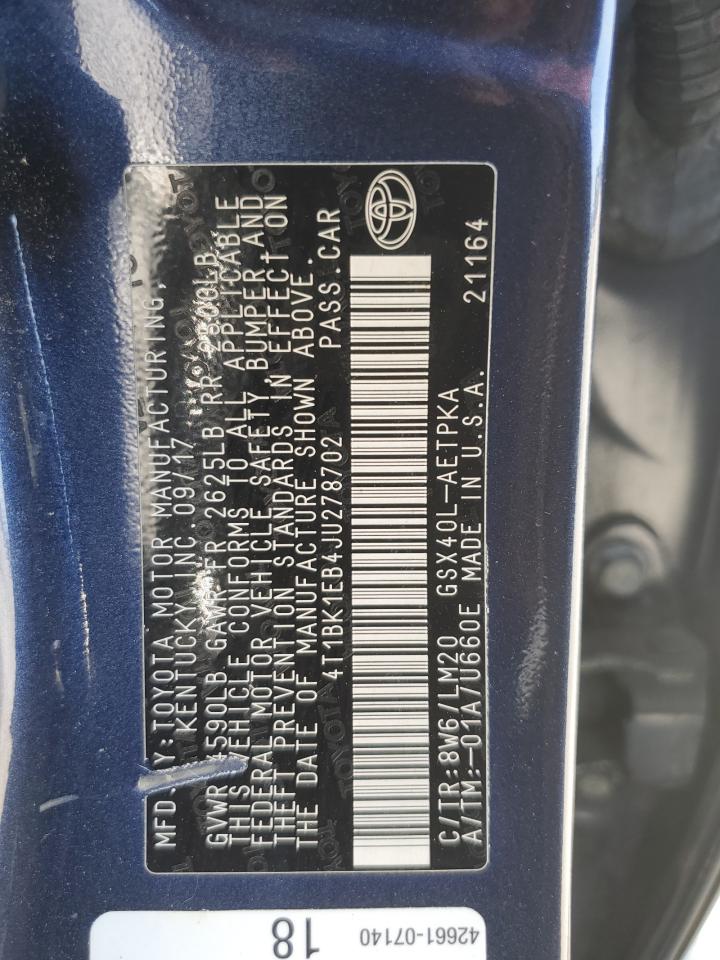 MFD. BY: TOYOTA MOTOR MANUFACTURING,
KENTUCKY, INC. 09/17
GVWR 4590LB GAWR FR 2625LB RR
THIS VEHICLE CONFORMS TO ALL APPLICABLE
FEDERAL MOTOR VEHICLE SAFETY, BUMPER, AND
THEFT PREVENTION STANDARDS IN EFFECT ON
THE DATE OF MANUFACTURE SHOWN ABOVE.
4T1BK1EB4JU278702 PASS.CAR
C/TR:8W6/LM20 GSX40L-AETPKA 21164
A/TM:-01A/U660E MADE IN U.S.A.
42661-07140
18